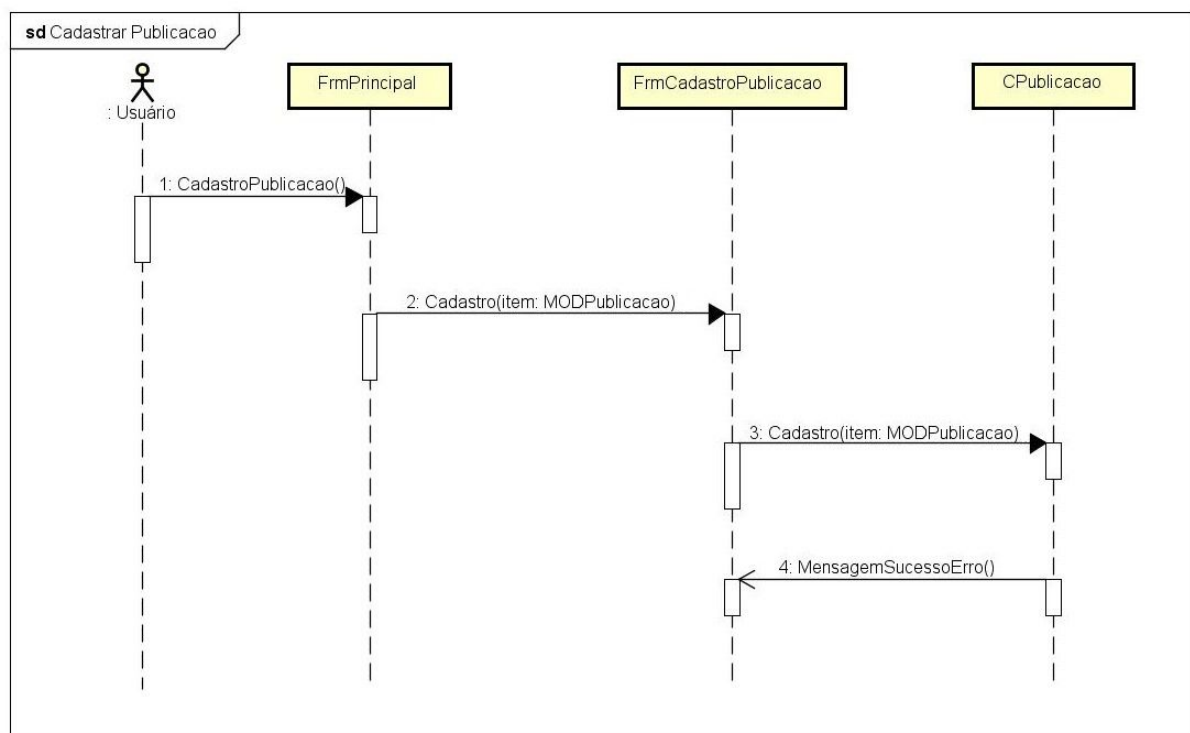 sd Cadastrar Publicacao
: Usuário
FrmPrincipal
FrmCadastroPublicacao
CPublicacao
1: CadastroPublicacao()
2: Cadastro(item: MODPublicacao)
3: Cadastro(item: MODPublicacao)
4: MensagemSucessoErro()